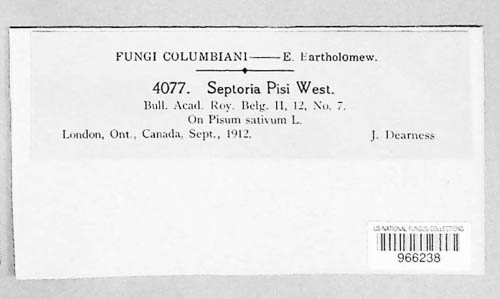 FUNGI COLUMBIANI—E. Bartholomew.
4077. Septoria Pisi West.
Bull. Acad. Roy. Belg. II, 12, No. 7.
On Pisum sativum L.
London, Ont., Canada, Sept., 1912. J. Dearness
US NATIONAL FUNGUS COLLECTIONS
966238